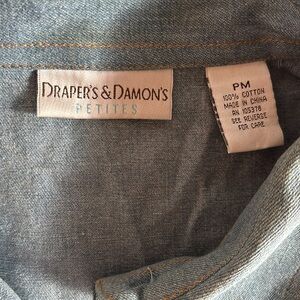 DRAPER'S & DAMON'S
PETITES
PM
100% COTTON
MADE IN CHINA
RN 105378
SEE REVERSE
FOR CARE